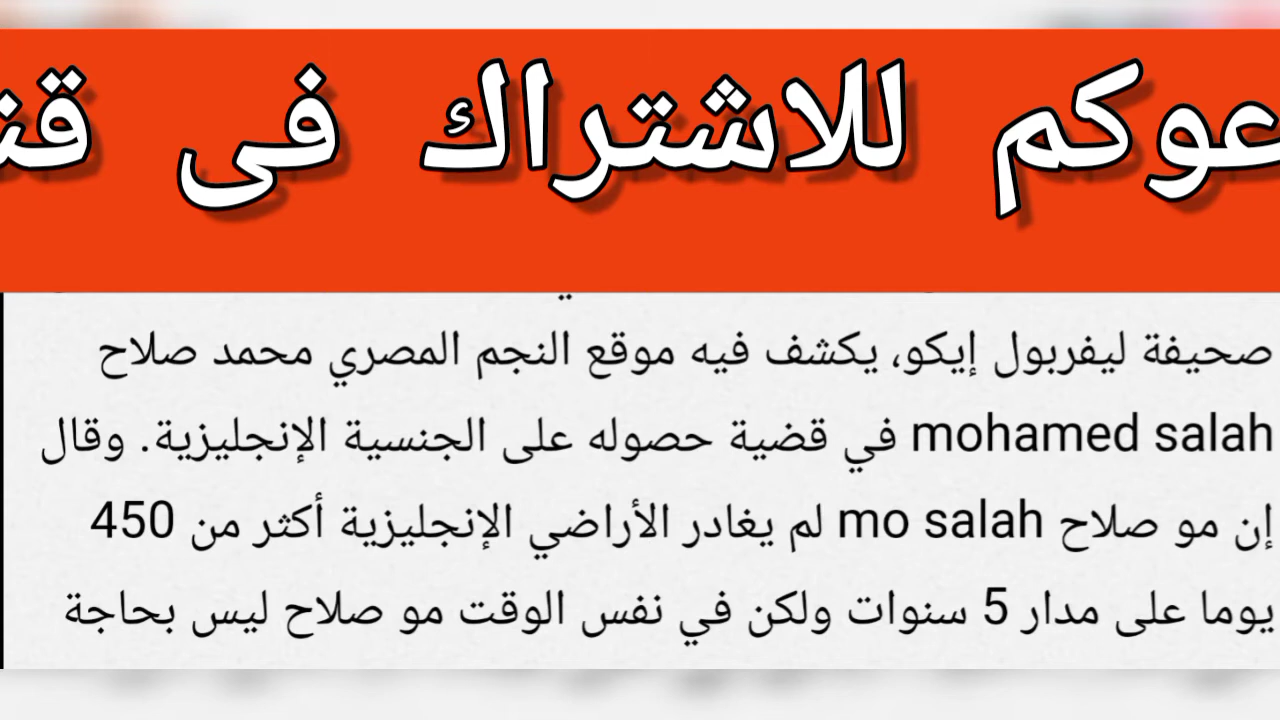 للاشتراك فى
صحيفة ليفربول إيكو، يكشف فيه موقع النجم المصري محمد صلاح
mohamed salah في قضية حصوله على الجنسية الإنجليزية. وقال
إن مو صلاح mo salah لم يغادر الأراضي الإنجليزية أكثر من 450
يوما على مدار 5 سنوات ولكن في نفس الوقت مو صلاح ليس بحاجة